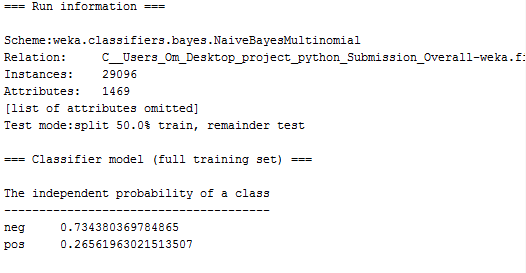 === Run information ===
Scheme:weka.classifiers.bayes.NaiveBayesMultinomial
Relation: C__Users_Om_Desktop_project_python_Submission_Overall-weka.fi
Instances: 29096
Attributes: 1469
[list of attributes omitted]
Test mode:split 50.0% train, remainder test
=== Classifier model (full training set) ===
The independent probability of a class
--------------------------------------
neg 0.734380369784865
pos 0.26561963021513507